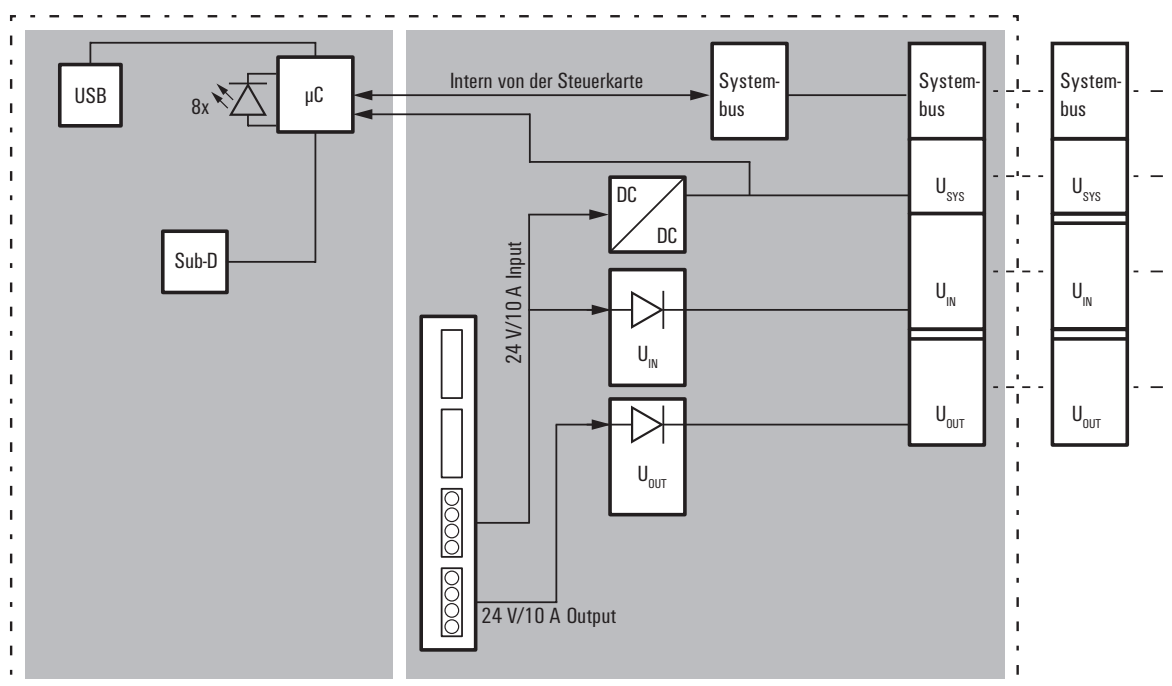 USB
8x
µC
Intern von der Steuerkarte
System-
bus
System-
bus
System-
bus
Sub-D
DC
DC
U_SYS
U_SYS
24 V/10 A Input
U_IN
U_IN
U_IN
U_OUT
U_OUT
U_OUT
24 V/10 A Output